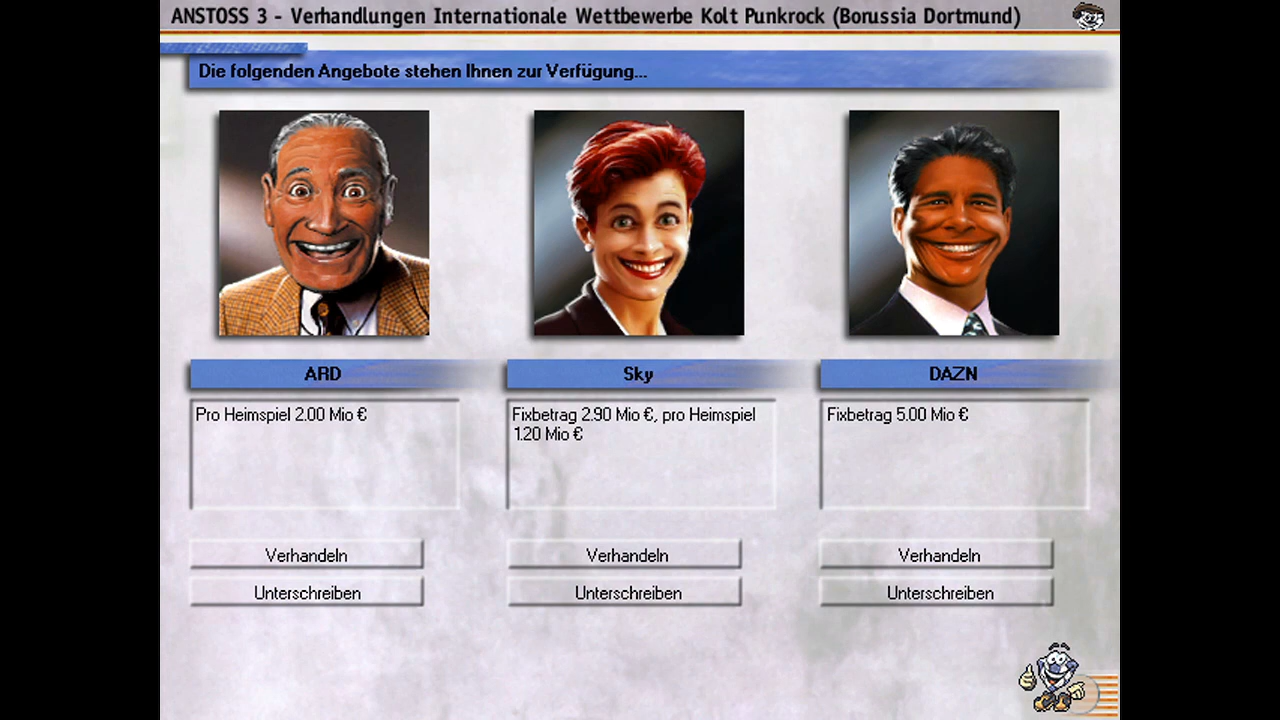 ANSTOSS 3 - Verhandlungen Internationale Wettbewerbe Kolt Punkrock (Borussia Dortmund)
Die folgenden Angebote stehen Ihnen zur Verfügung...
ARD
Sky
DAZN
Pro Heimspiel 2.00 Mio €
Fixbetrag 2.90 Mio €, pro Heimspiel
1.20 Mio €
Fixbetrag 5.00 Mio €
Verhandeln
Verhandeln
Verhandeln
Unterschreiben
Unterschreiben
Unterschreiben